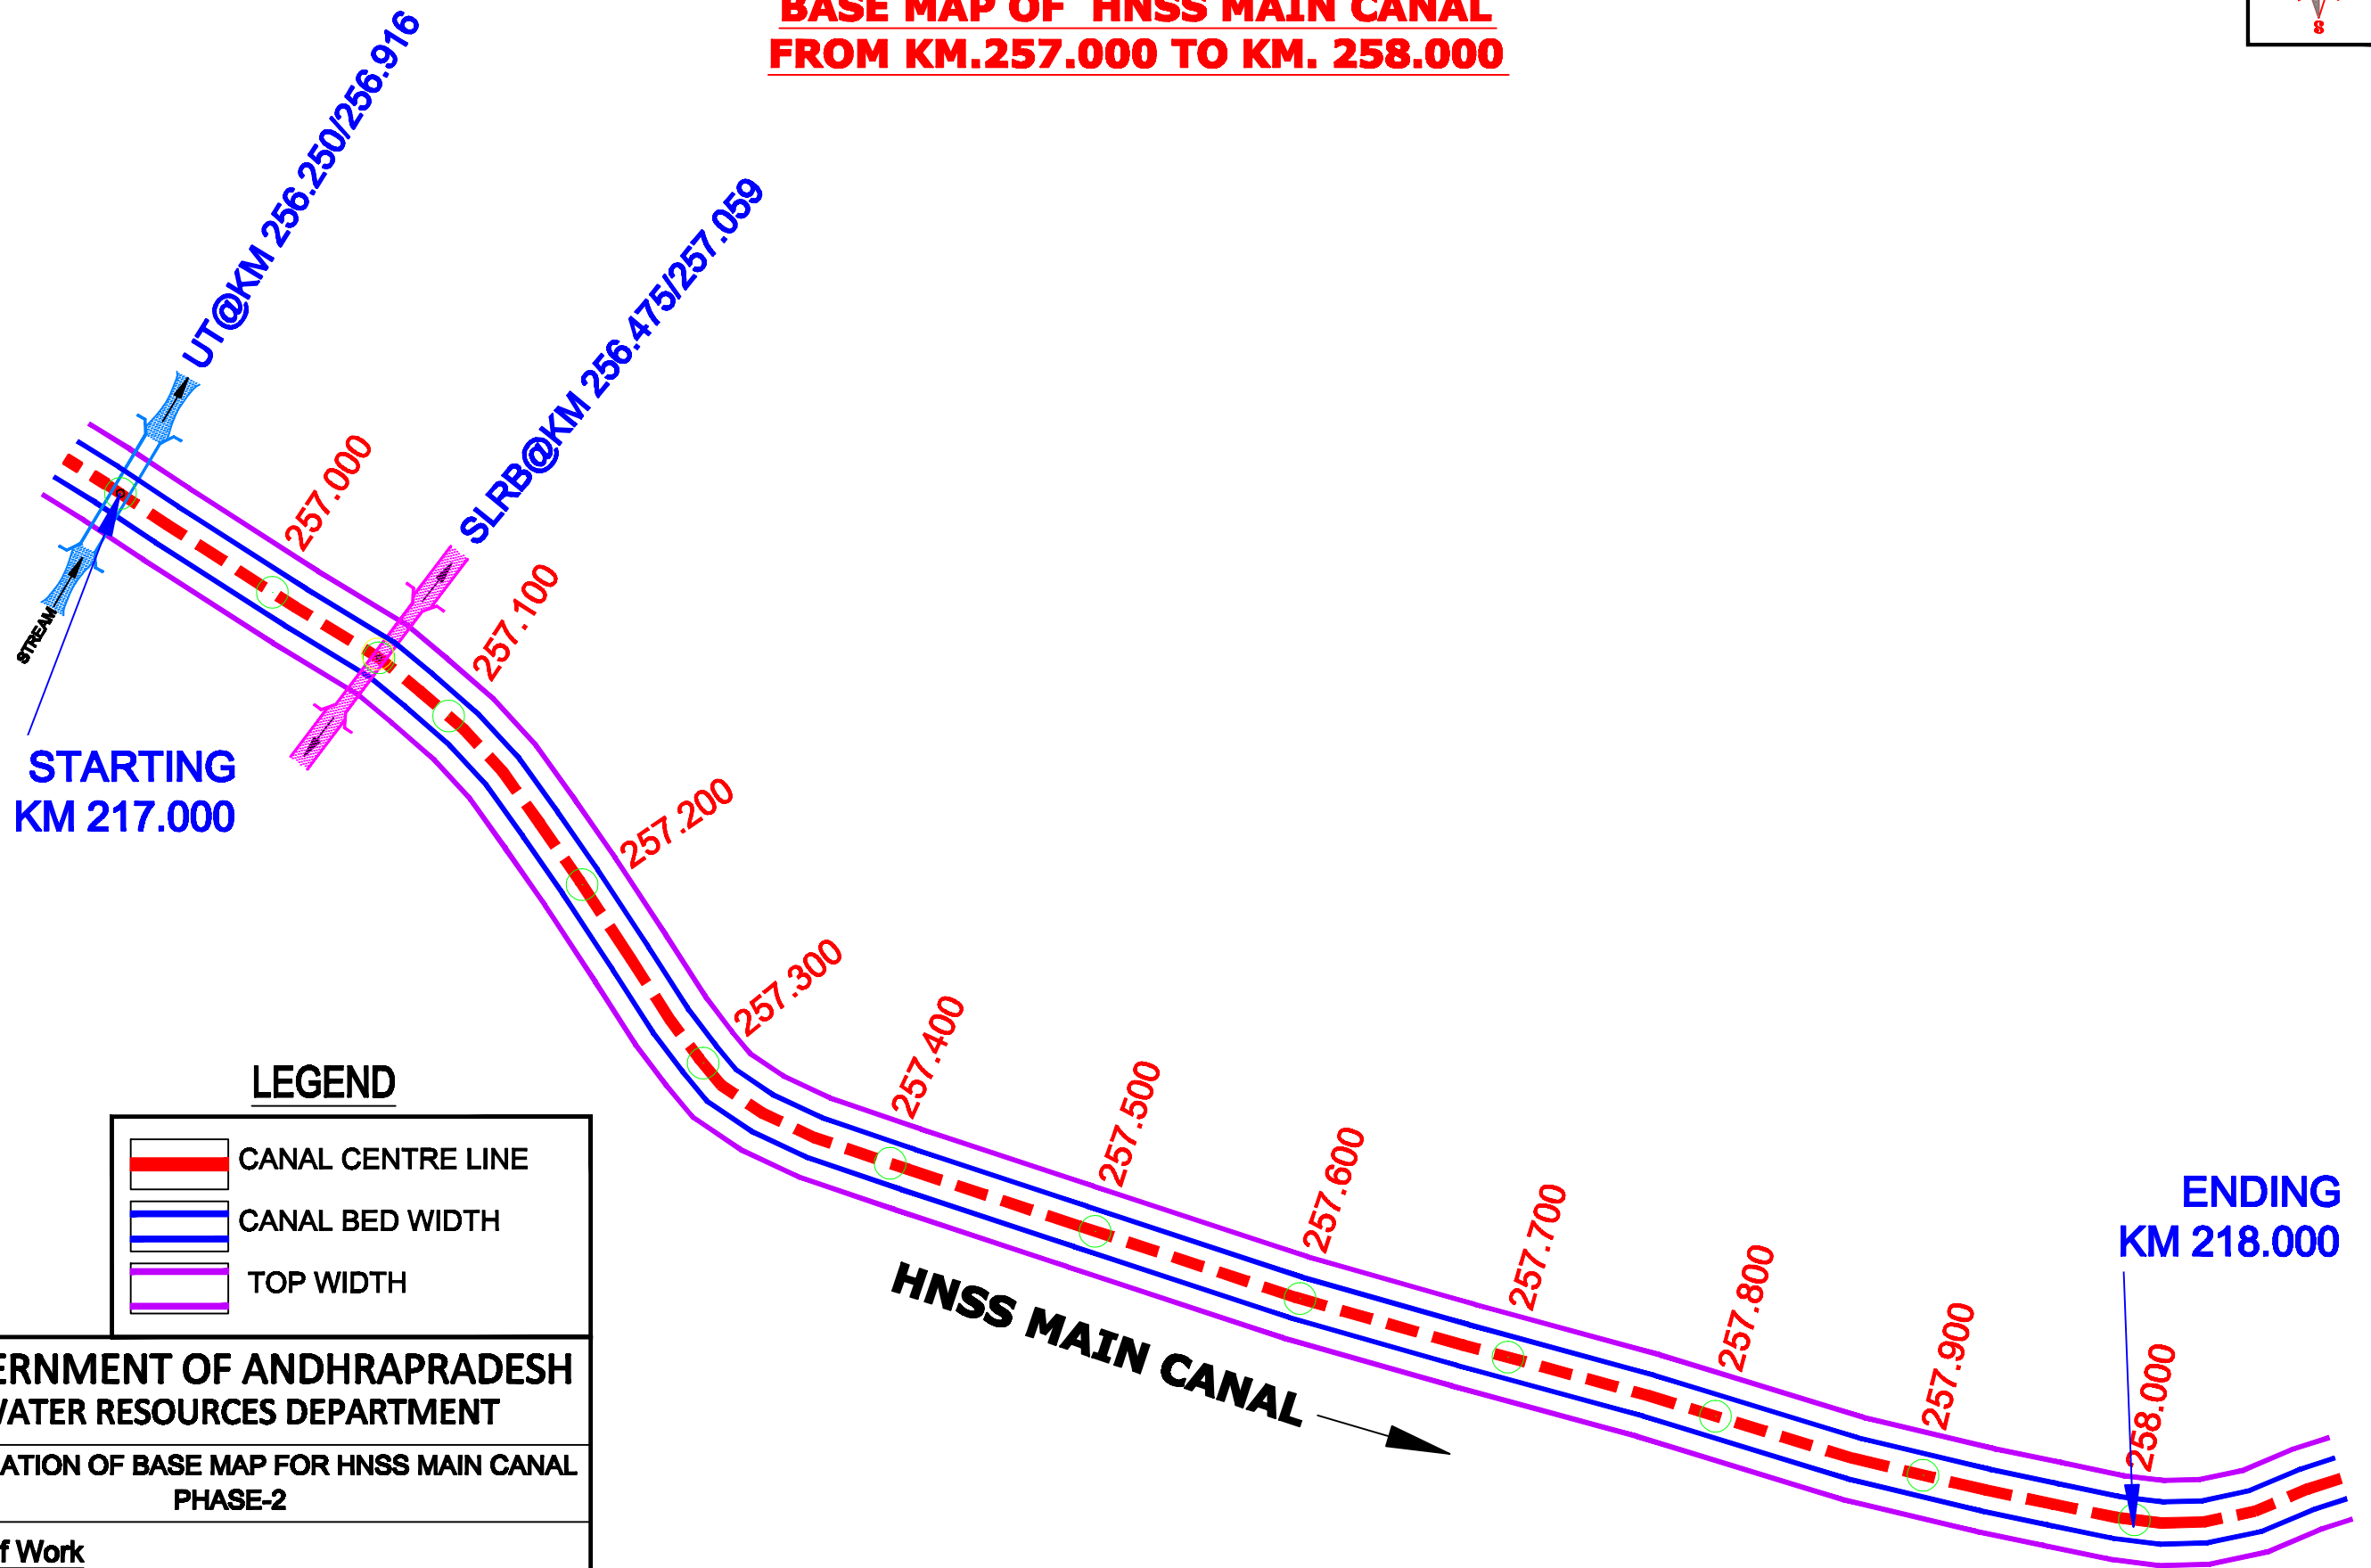 BASE MAP OF HNSS MAIN CANAL
FROM KM.257.000 TO KM. 258.000
S
UT@KM 256.250/256.916
SLRB@KM 256.475/257.059
257.000
257.100
STREAM
STARTING
KM 217.000
257.200
257.300
257.400
257.500
257.600
257.700
257.800
257.900
258.000
ENDING
KM 218.000
HNSS MAIN CANAL
LEGEND
CANAL CENTRE LINE
CANAL BED WIDTH
TOP WIDTH
ERNMENT OF ANDHRAPRADESH
WATER RESOURCES DEPARTMENT
ATION OF BASE MAP FOR HNSS MAIN CANAL
PHASE-2
f Work